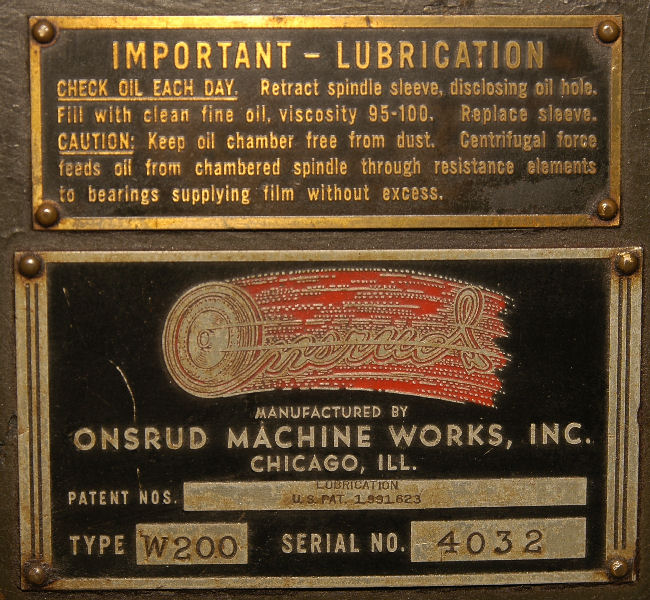 IMPORTANT - LUBRICATION
CHECK OIL EACH DAY. Retract spindle sleeve, disclosing oil hole.
Fill with clean fine oil, viscosity 95-100. Replace sleeve.
CAUTION: Keep oil chamber free from dust. Centrifugal force
feeds oil from chambered spindle through resistance elements
to bearings supplying film without excess.
Onsrud
MANUFACTURED BY
ONSRUD MACHINE WORKS, INC.
CHICAGO, ILL.
LUBRICATION
PATENT NOS. U.S. PAT. 1,991,623
TYPE W200 SERIAL NO. 4032